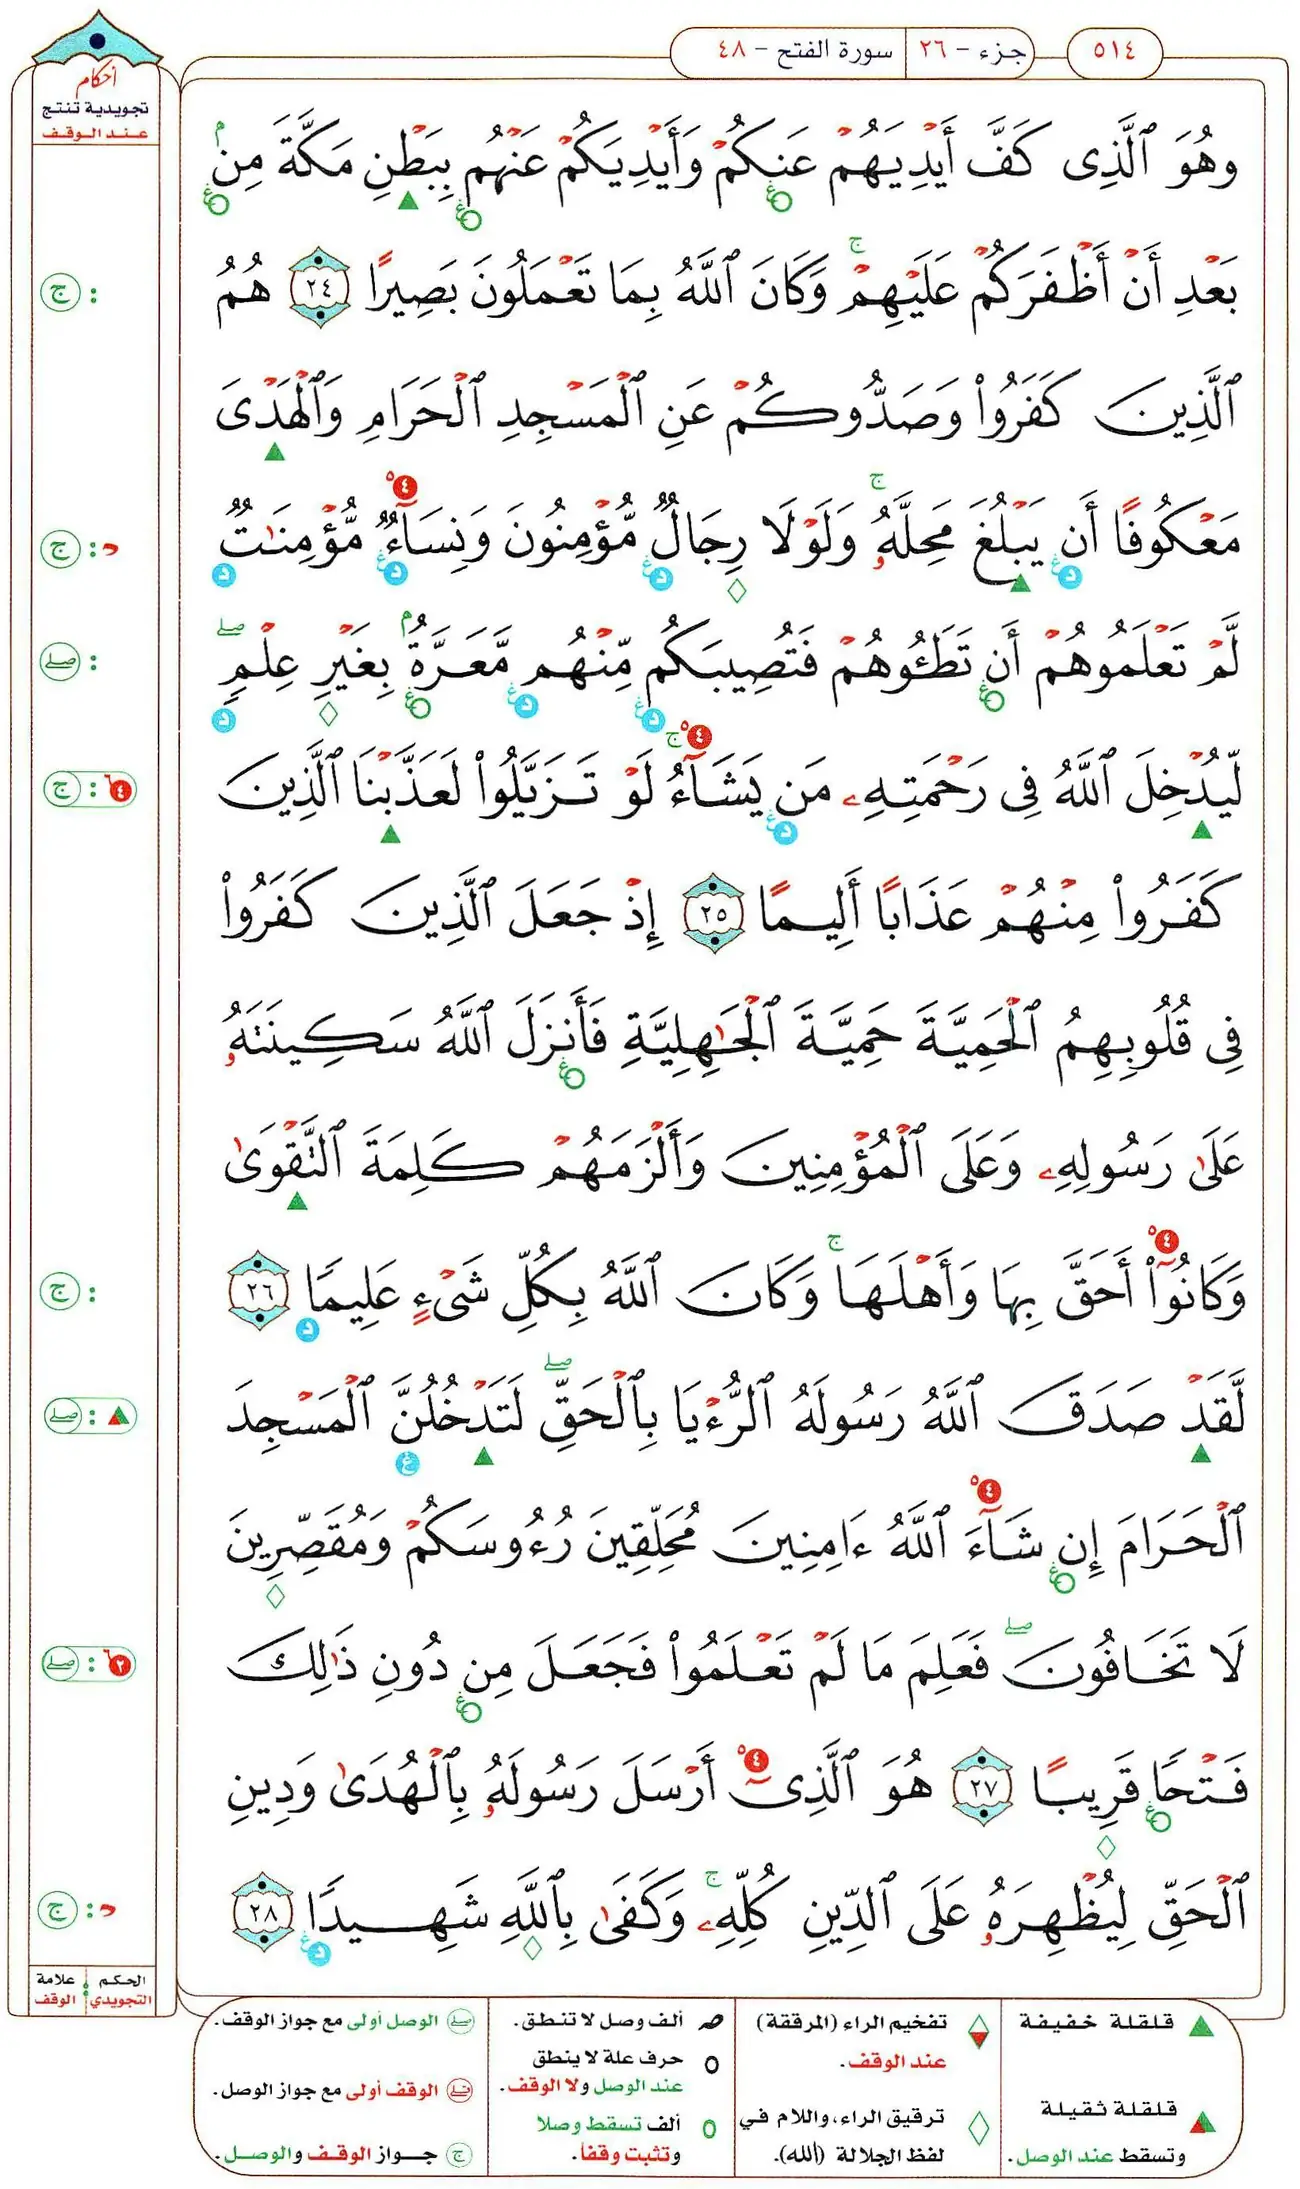 ٥١٤
جزء - ٢٦
سورة الفتح - ٤٨
أحكام
تجويدية تنتج
عند الوقف
وَهُوَ ٱلَّذِى كَفَّ أَيْدِيَهُمْ عَنكُمْ وَأَيْدِيَكُمْ عَنْهُم بِبَطْنِ مَكَّةَ مِنۢ
بَعْدِ أَنْ أَظْفَرَكُمْ عَلَيْهِمْ ۚ وَكَانَ ٱللَّهُ بِمَا تَعْمَلُونَ بَصِيرًا ٢٤ هُمُ
ٱلَّذِينَ كَفَرُوا۟ وَصَدُّوكُمْ عَنِ ٱلْمَسْجِدِ ٱلْحَرَامِ وَٱلْهَدْىَ
مَعْكُوفًا أَن يَبْلُغَ مَحِلَّهُۥ ۚ وَلَوْلَا رِجَالٌ مُّؤْمِنُونَ وَنِسَآءٌ مُّؤْمِنَـٰتٌ
لَّمْ تَعْلَمُوهُمْ أَن تَطَـُٔوهُمْ فَتُصِيبَكُم مِّنْهُم مَّعَرَّةٌۢ بِغَيْرِ عِلْمٍ ۖ
لِّيُدْخِلَ ٱللَّهُ فِى رَحْمَتِهِۦ مَن يَشَآءُ ۚ لَوْ تَزَيَّلُوا۟ لَعَذَّبْنَا ٱلَّذِينَ
كَفَرُوا۟ مِنْهُمْ عَذَابًا أَلِيمًا ٢٥ إِذْ جَعَلَ ٱلَّذِينَ كَفَرُوا۟
فِى قُلُوبِهِمُ ٱلْحَمِيَّةَ حَمِيَّةَ ٱلْجَـٰهِلِيَّةِ فَأَنزَلَ ٱللَّهُ سَكِينَتَهُۥ
عَلَىٰ رَسُولِهِۦ وَعَلَى ٱلْمُؤْمِنِينَ وَأَلْزَمَهُمْ كَلِمَةَ ٱلتَّقْوَىٰ
وَكَانُوٓا۟ أَحَقَّ بِهَا وَأَهْلَهَا ۚ وَكَانَ ٱللَّهُ بِكُلِّ شَىْءٍ عَلِيمًا ٢٦
لَّقَدْ صَدَقَ ٱللَّهُ رَسُولَهُ ٱلرُّءْيَا بِٱلْحَقِّ ۖ لَتَدْخُلُنَّ ٱلْمَسْجِدَ
ٱلْحَرَامَ إِن شَآءَ ٱللَّهُ ءَامِنِينَ مُحَلِّقِينَ رُءُوسَكُمْ وَمُقَصِّرِينَ
لَا تَخَافُونَ ۖ فَعَلِمَ مَا لَمْ تَعْلَمُوا۟ فَجَعَلَ مِن دُونِ ذَٰلِكَ
فَتْحًا قَرِيبًا ٢٧ هُوَ ٱلَّذِىٓ أَرْسَلَ رَسُولَهُۥ بِٱلْهُدَىٰ وَدِينِ
ٱلْحَقِّ لِيُظْهِرَهُۥ عَلَى ٱلدِّينِ كُلِّهِۦ ۚ وَكَفَىٰ بِٱللَّهِ شَهِيدًا ٢٨
: ج
: ج
: صلے
٤ : ج
: ج
: صلے
٢ : صلے
: ج
الحكم التجويدي
علامة الوقف
قلقلة خفيفة
قلقلة ثقيلة
وتسقط عند الوصل.
تفخيم الراء (المرققة)
عند الوقف.
ترقيق الراء، واللام في
لفظ الجلالة (الله).
ألف وصل لا تنطق.
حرف علة لا ينطق
عند الوصل ولا الوقف.
ألف تسقط وصلا
وتثبت وقفاً.
صلے الوصل أولى مع جواز الوقف.
قلے الوقف أولى مع جواز الوصل.
ج جواز الوقف والوصل.